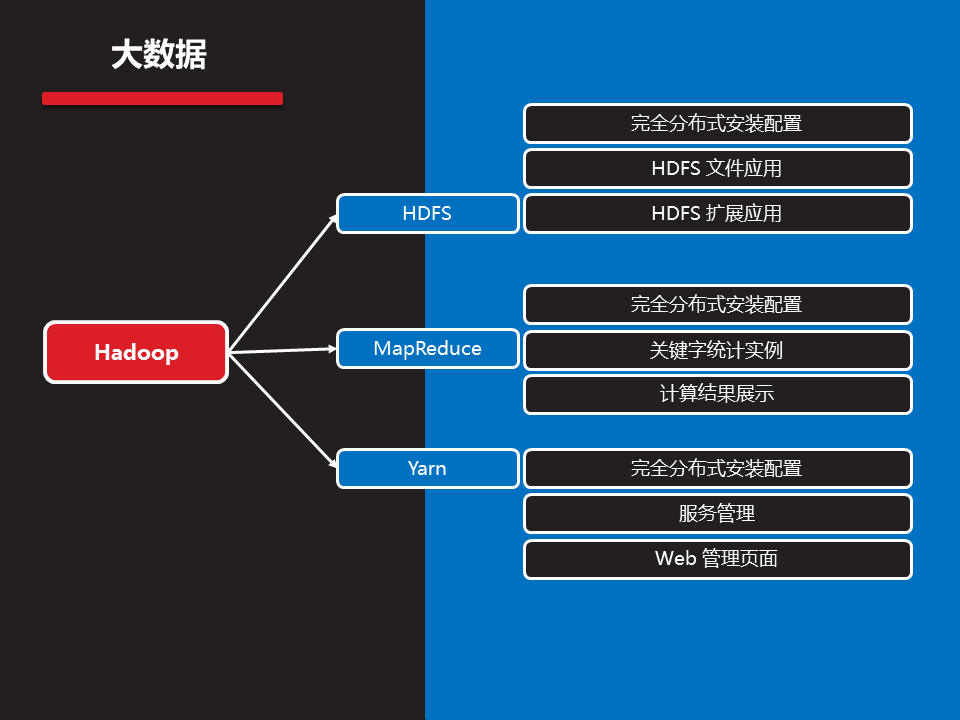 大数据
Hadoop
HDFS
完全分布式安装配置
HDFS 文件应用
HDFS 扩展应用
MapReduce
完全分布式安装配置
关键字统计实例
计算结果展示
Yarn
完全分布式安装配置
服务管理
Web 管理页面